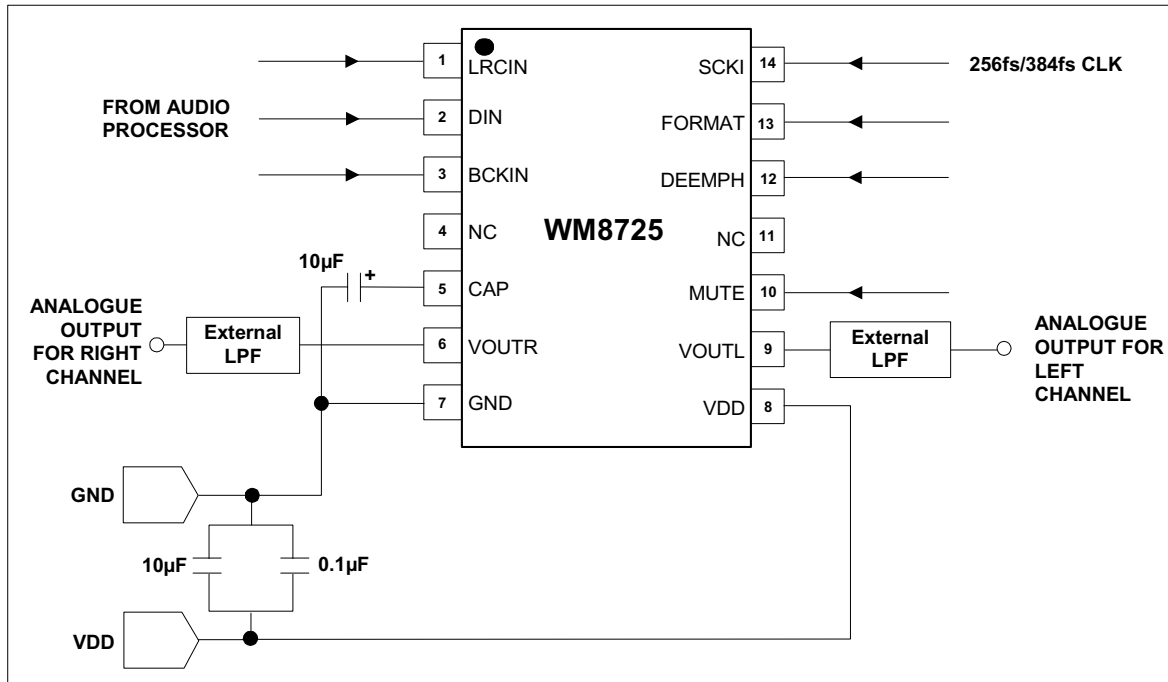 1
LRCIN
SCKI
14
256fs/384fs CLK
FROM AUDIO
PROCESSOR
2
DIN
FORMAT
13
3
BCKIN
DEEMPH
12
4
NC
WM8725
NC
11
10µF
+
5
CAP
MUTE
10
ANALOGUE
OUTPUT
FOR RIGHT
CHANNEL
External
LPF
6
VOUTR
VOUTL
9
External
LPF
ANALOGUE
OUTPUT FOR
LEFT
CHANNEL
7
GND
VDD
8
GND
10µF
0.1µF
VDD